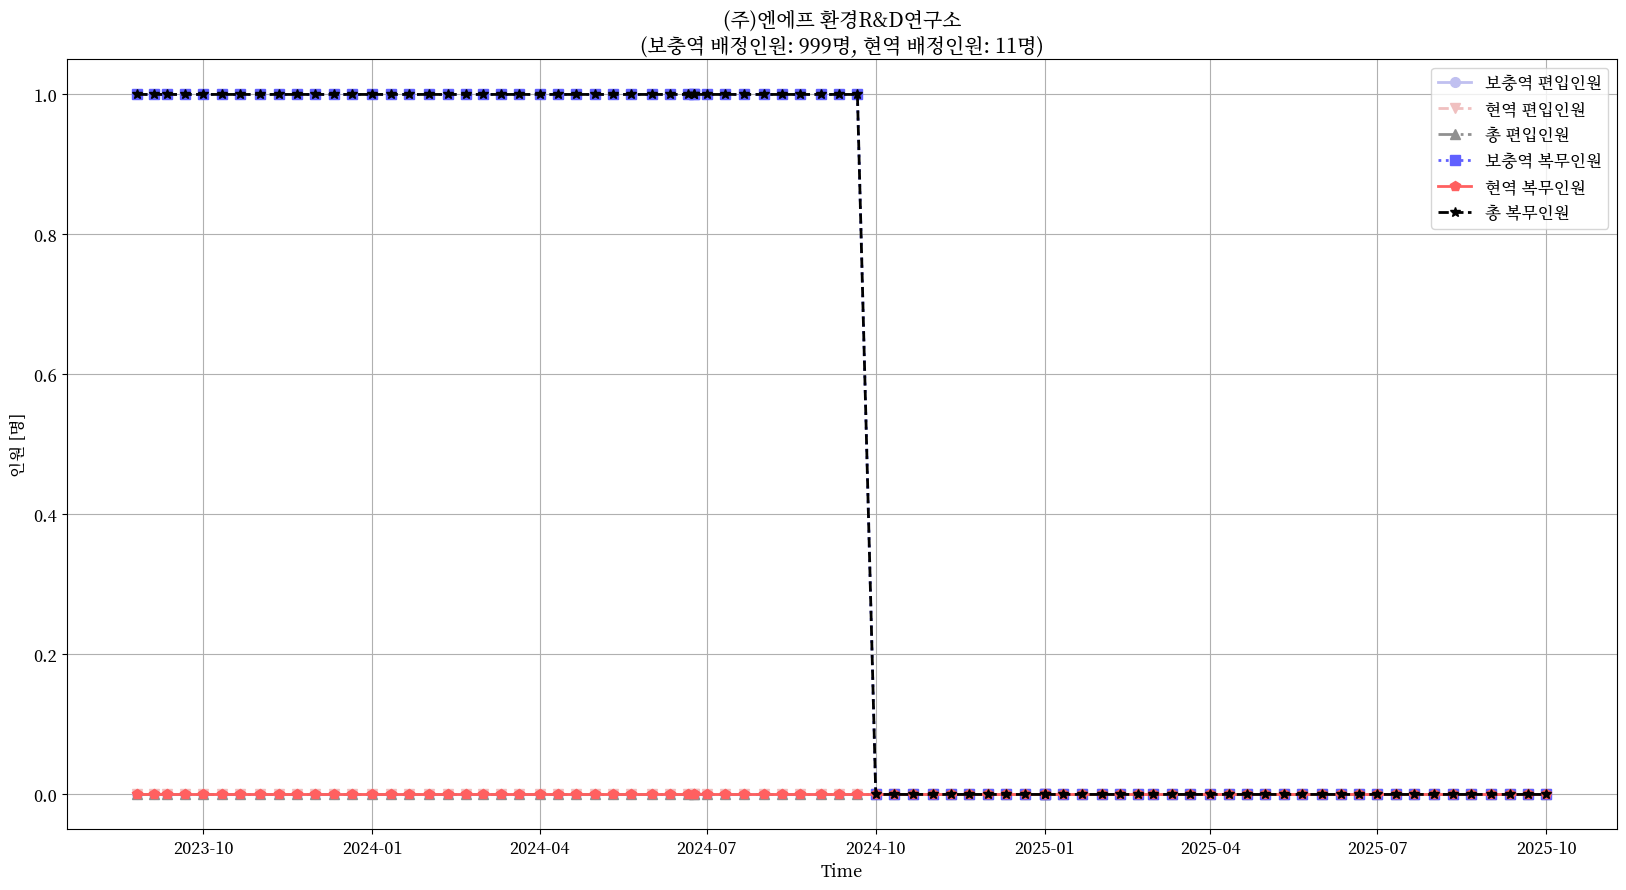 (주)엔에프 환경R&D연구소
(보충역 배정인원: 999명, 현역 배정인원: 11명)
보충역 편입인원
현역 편입인원
총 편입인원
보충역 복무인원
현역 복무인원
총 복무인원
1.0
0.8
0.6
0.4
0.2
0.0
인원 [명]
2023-10
2024-01
2024-04
2024-07
2024-10
2025-01
2025-04
2025-07
2025-10
Time